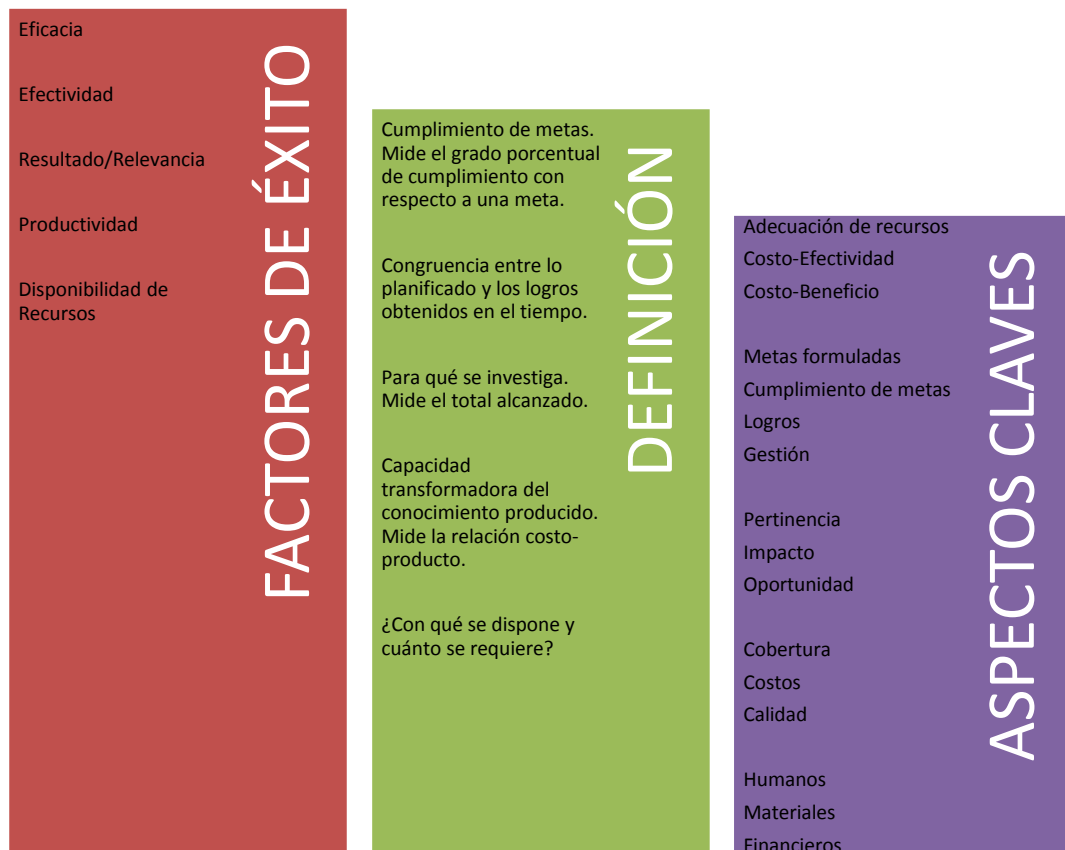 Eficacia
Efectividad
Resultado/Relevancia
Productividad
Disponibilidad de
Recursos
FACTORES DE ÉXITO
Cumplimiento de metas.
Mide el grado porcentual
de cumplimiento con
respecto a una meta.
Congruencia entre lo
planificado y los logros
obtenidos en el tiempo.
Para qué se investiga.
Mide el total alcanzado.
Capacidad
transformadora del
conocimiento producido.
Mide la relación costo-
producto.
¿Con qué se dispone y
cuánto se requiere?
DEFINICIÓN
Adecuación de recursos
Costo-Efectividad
Costo-Beneficio
Metas formuladas
Cumplimiento de metas
Logros
Gestión
Pertinencia
Impacto
Oportunidad
Cobertura
Costos
Calidad
Humanos
Materiales
Financieros
ASPECTOS CLAVES